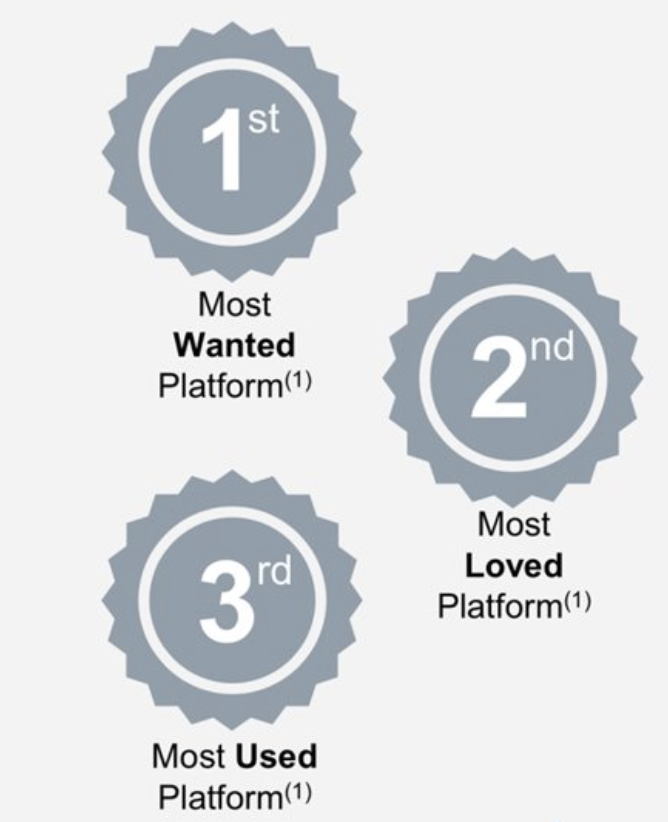 1st
Most
Wanted
Platform(1)
2nd
Most
Loved
Platform(1)
3rd
Most Used
Platform(1)